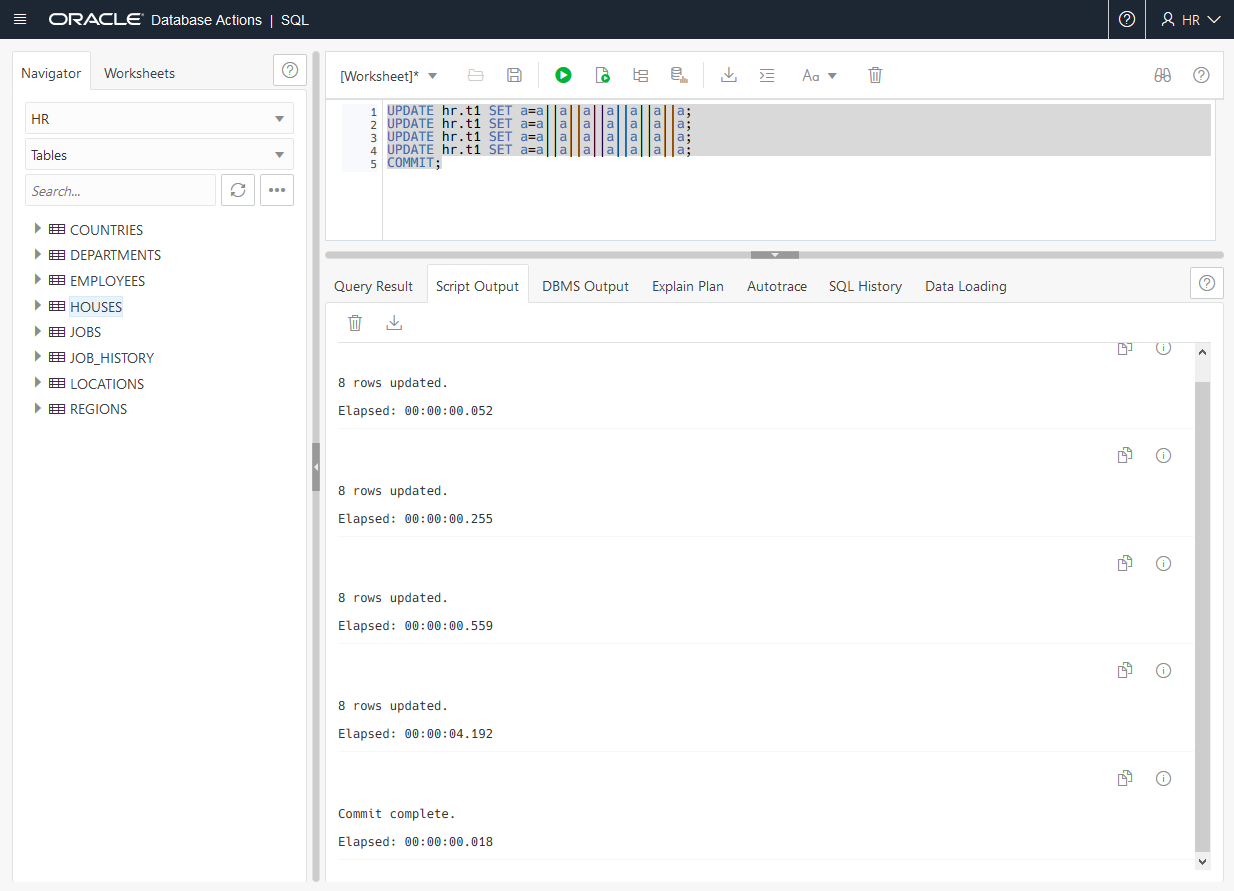 ORACLE Database Actions | SQL
HR
Navigator
Worksheets
HR
Tables
Search...
COUNTRIES
DEPARTMENTS
EMPLOYEES
HOUSES
JOBS
JOB_HISTORY
LOCATIONS
REGIONS
[Worksheet]*
Aa
1 UPDATE hr.t1 SET a=a||a||a||a||a||a||a;
2 UPDATE hr.t1 SET a=a||a||a||a||a||a||a;
3 UPDATE hr.t1 SET a=a||a||a||a||a||a||a;
4 UPDATE hr.t1 SET a=a||a||a||a||a||a||a;
5 COMMIT;
Query Result
Script Output
DBMS Output
Explain Plan
Autotrace
SQL History
Data Loading
8 rows updated.
Elapsed: 00:00:00.052
8 rows updated.
Elapsed: 00:00:00.255
8 rows updated.
Elapsed: 00:00:00.559
8 rows updated.
Elapsed: 00:00:04.192
Commit complete.
Elapsed: 00:00:00.018